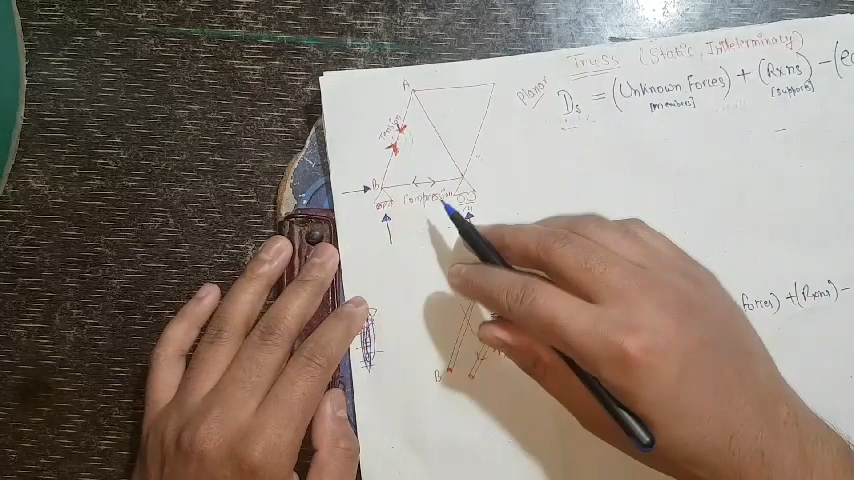 Truss (Static Indeterminacy)
planar
Ds = (Unknown Forces) + (Rxns) - (
[members] [supports]
A
Tension
B
Compression
B
Forces) + (Rxns) -